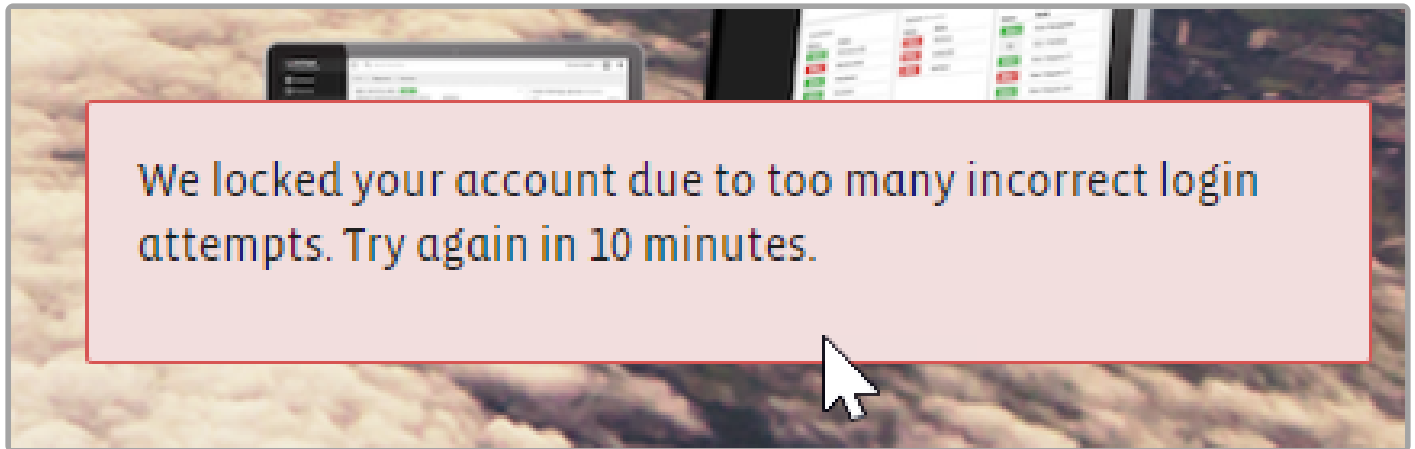 We locked your account due to too many incorrect login
attempts. Try again in 10 minutes.